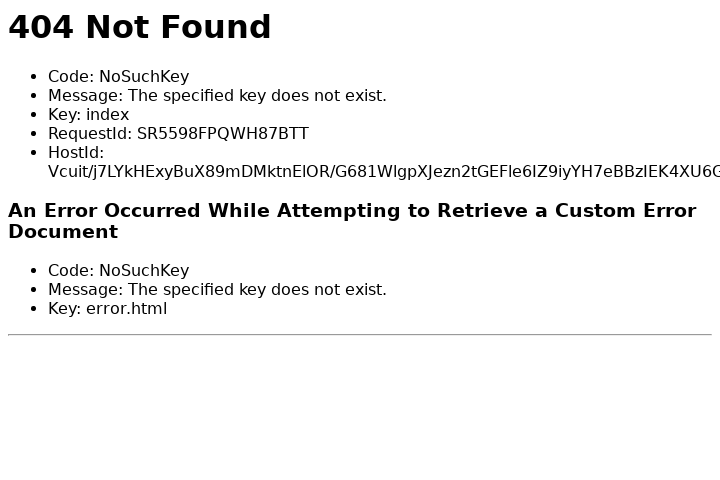 404 Not Found
• Code: NoSuchKey
• Message: The specified key does not exist.
• Key: index
• RequestId: SR5598FPQWH87BTT
• HostId:
Vcuit/j7LYkHExyBuX89mDMktnElOR/G681WlgpXJezn2tGEFle6IZ9iyYH7eBBzIEK4XU6G
An Error Occurred While Attempting to Retrieve a Custom Error
Document
• Code: NoSuchKey
• Message: The specified key does not exist.
• Key: error.html